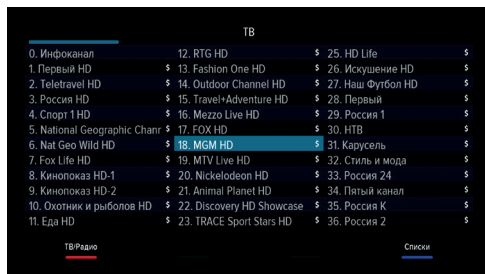 ТВ
0. Инфоканал
1. Первый HD $
2. Teletravel HD $
3. Россия HD $
4. Спорт 1 HD $
5. National Geographic Chanr $
6. Nat Geo Wild HD $
7. Fox Life HD $
8. Кинопоказ HD-1 $
9. Кинопоказ HD-2 $
10. Охотник и рыболов HD $
11. Еда HD $
12. RTG HD $
13. Fashion One HD $
14. Outdoor Channel HD $
15. Travel+Adventure HD $
16. Mezzo Live HD $
17. FOX HD $
18. MGM HD $
19. MTV Live HD $
20. Nickelodeon HD $
21. Animal Planet HD $
22. Discovery HD Showcase $
23. TRACE Sport Stars HD $
25. HD Life $
26. Искушение HD $
27. Наш Футбол HD $
28. Первый $
29. Россия 1 $
30. НТВ $
31. Карусель $
32. Стиль и мода $
33. Россия 24 $
34. Пятый канал $
35. Россия К $
36. Россия 2 $
ТВ/Радио
Списки